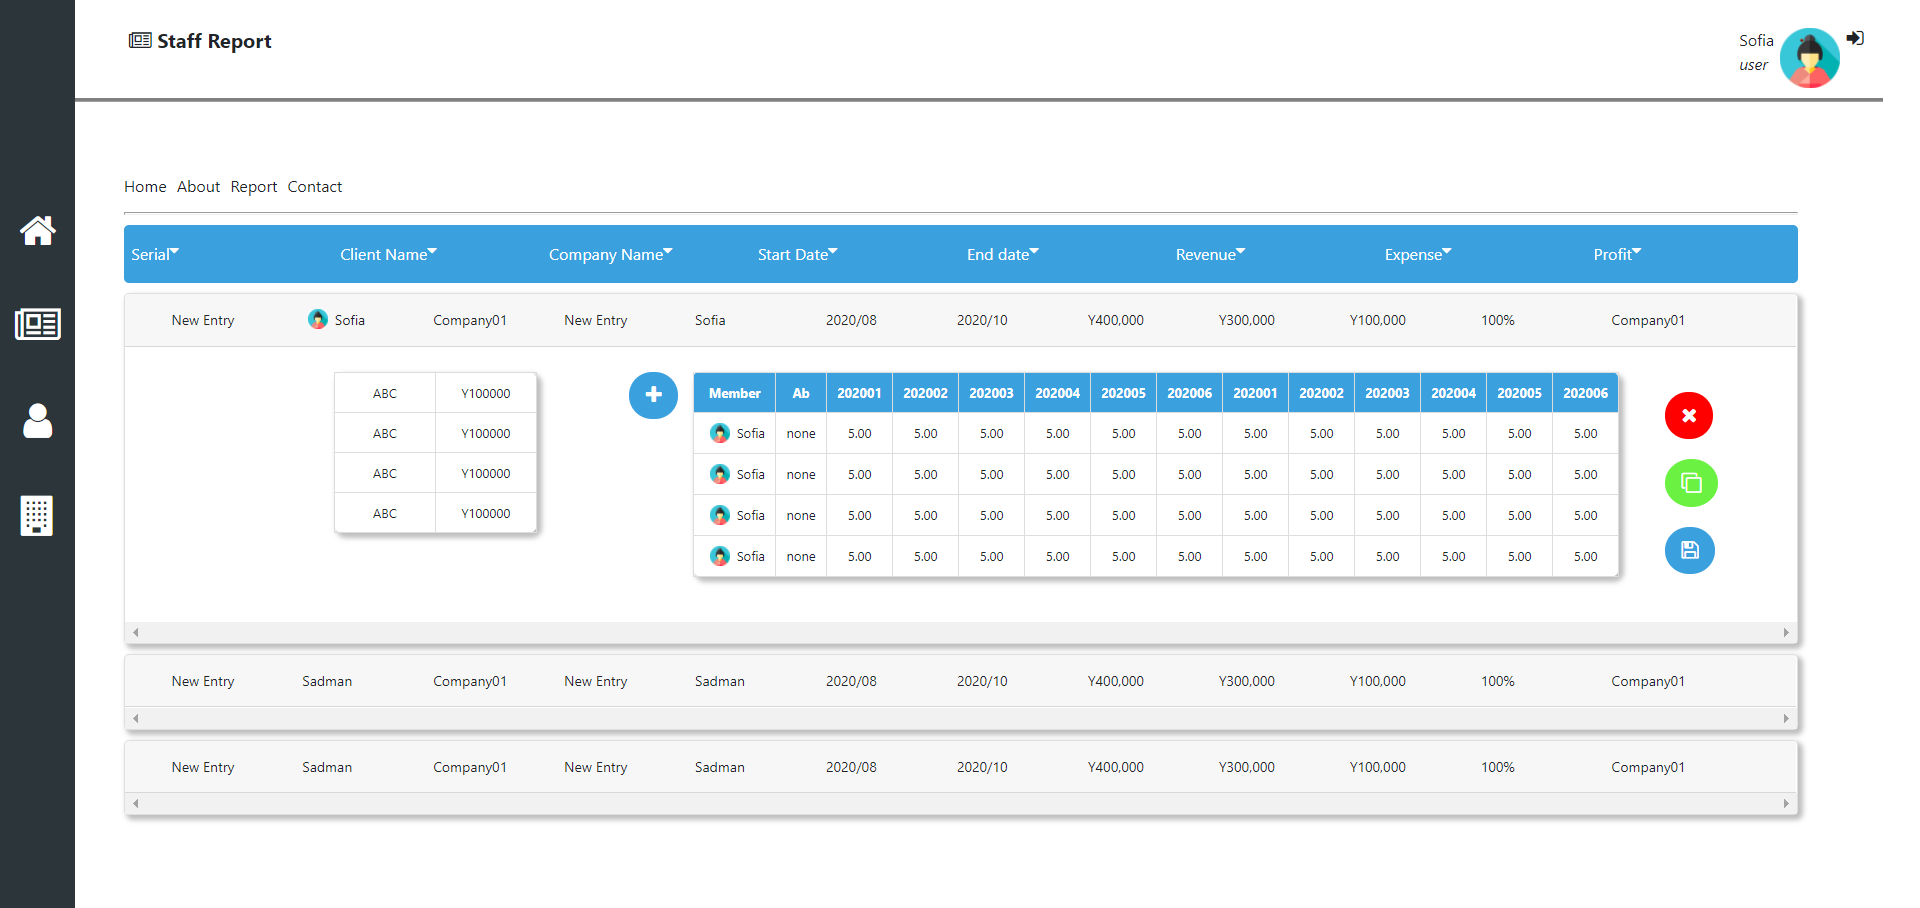 Staff Report
Sofia
user
Home About Report Contact
Serial Client Name Company Name Start Date End date Revenue Expense Profit
New Entry Sofia Company01 New Entry Sofia 2020/08 2020/10 Y400,000 Y300,000 Y100,000 100% Company01
ABC Y100000
ABC Y100000
ABC Y100000
ABC Y100000
Member Ab 202001 202002 202003 202004 202005 202006 202001 202002 202003 202004 202005 202006
Sofia none 5.00 5.00 5.00 5.00 5.00 5.00 5.00 5.00 5.00 5.00 5.00 5.00
Sofia none 5.00 5.00 5.00 5.00 5.00 5.00 5.00 5.00 5.00 5.00 5.00 5.00
Sofia none 5.00 5.00 5.00 5.00 5.00 5.00 5.00 5.00 5.00 5.00 5.00 5.00
Sofia none 5.00 5.00 5.00 5.00 5.00 5.00 5.00 5.00 5.00 5.00 5.00 5.00
New Entry Sadman Company01 New Entry Sadman 2020/08 2020/10 Y400,000 Y300,000 Y100,000 100% Company01
New Entry Sadman Company01 New Entry Sadman 2020/08 2020/10 Y400,000 Y300,000 Y100,000 100% Company01